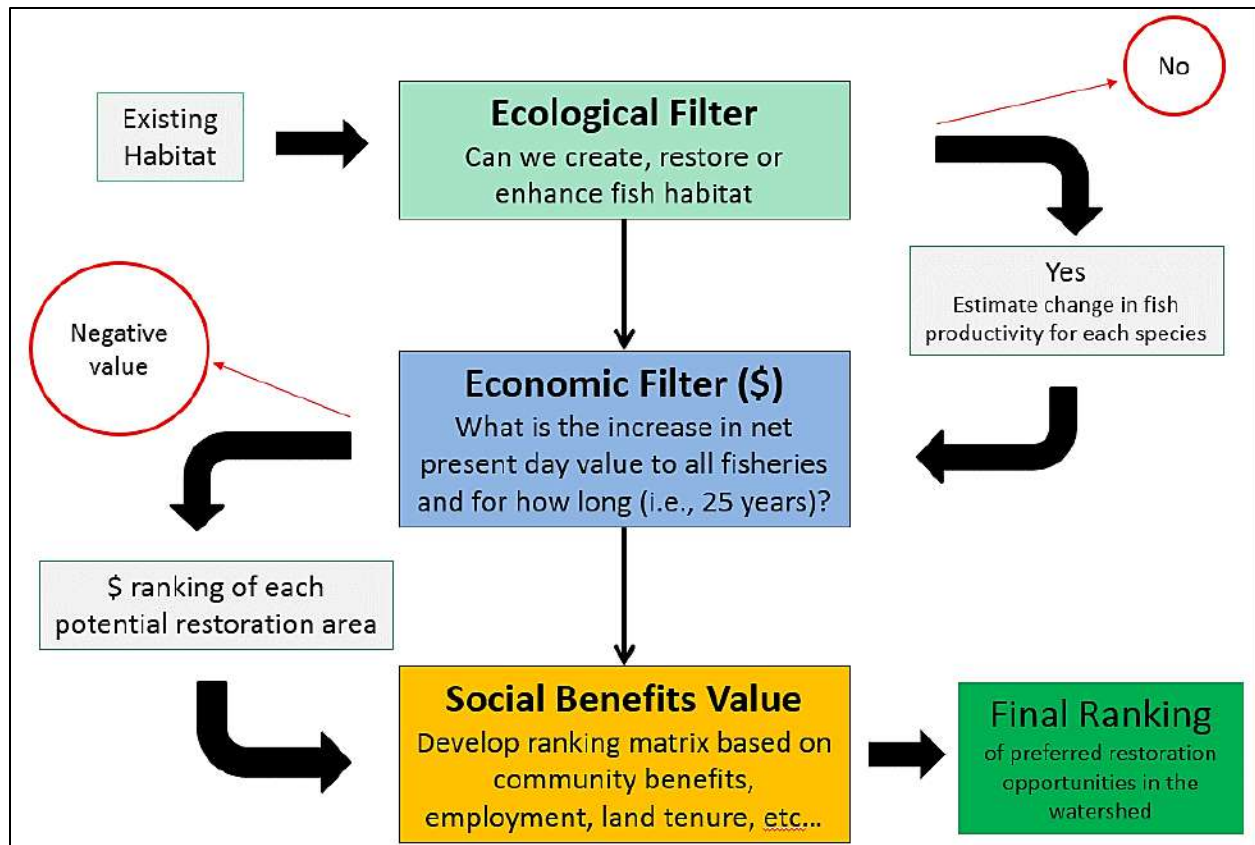 Existing
Habitat
Ecological Filter
Can we create, restore or
enhance fish habitat
No
Yes
Estimate change in fish
productivity for each species
Negative
value
Economic Filter ($)
What is the increase in net
present day value to all fisheries
and for how long (i.e., 25 years)?
$ ranking of each
potential restoration area
Social Benefits Value
Develop ranking matrix based on
community benefits,
employment, land tenure, etc...
Final Ranking
of preferred restoration
opportunities in the
watershed